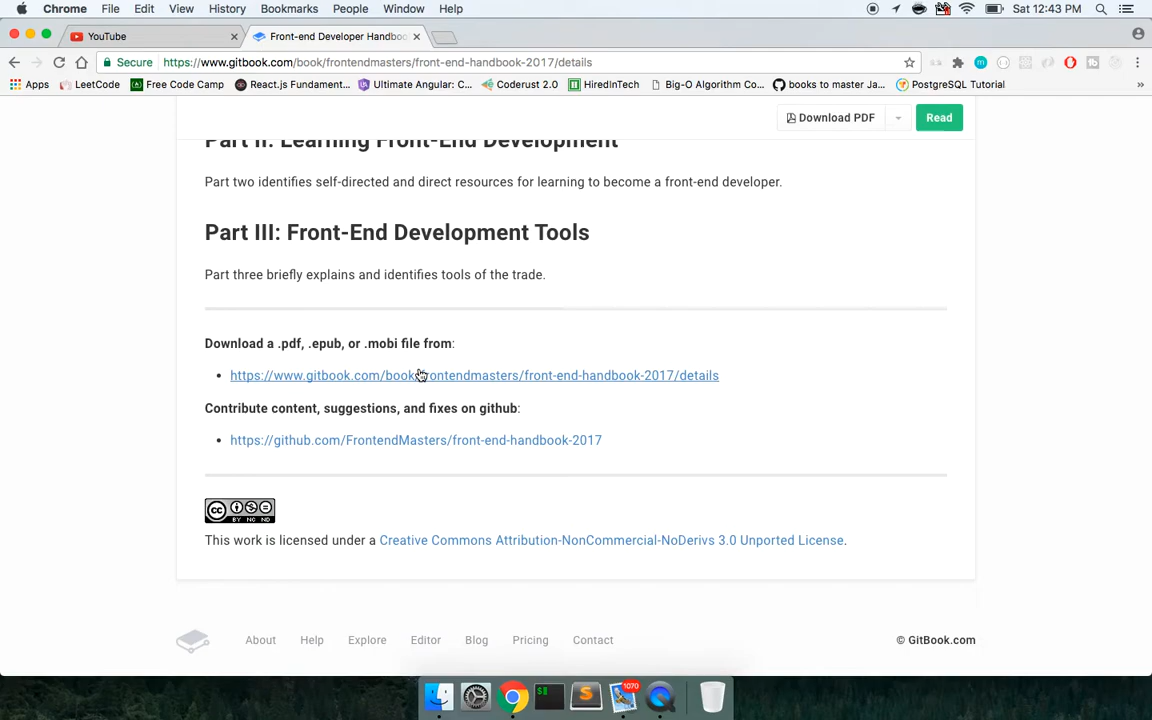 Chrome File Edit View History Bookmarks People Window Help Sat 12:43 PM
YouTube Front-end Developer Handboo
Secure https://www.gitbook.com/book/frontendmasters/front-end-handbook-2017/details
Apps LeetCode Free Code Camp React.js Fundament... Ultimate Angular: C... Coderust 2.0 HiredInTech Big-O Algorithm Co... books to master Ja... PostgreSQL Tutorial »
Download PDF Read
Part II: Learning Front-End Development
Part two identifies self-directed and direct resources for learning to become a front-end developer.
Part III: Front-End Development Tools
Part three briefly explains and identifies tools of the trade.
Download a .pdf, .epub, or .mobi file from:
• https://www.gitbook.com/book/frontendmasters/front-end-handbook-2017/details
Contribute content, suggestions, and fixes on github:
• https://github.com/FrontendMasters/front-end-handbook-2017
cc BY NC ND
This work is licensed under a Creative Commons Attribution-NonCommercial-NoDerivs 3.0 Unported License.
About Help Explore Editor Blog Pricing Contact © GitBook.com
1070